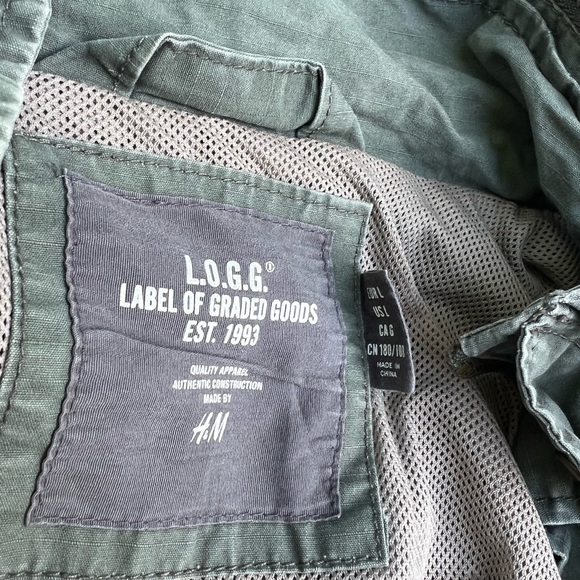 L.O.G.G.®
LABEL OF GRADED GOODS
EST. 1993
QUALITY APPAREL
AUTHENTIC CONSTRUCTION
MADE BY
H&M
EUR L
US L
CA G
CN 180/
MADE IN
CHINA